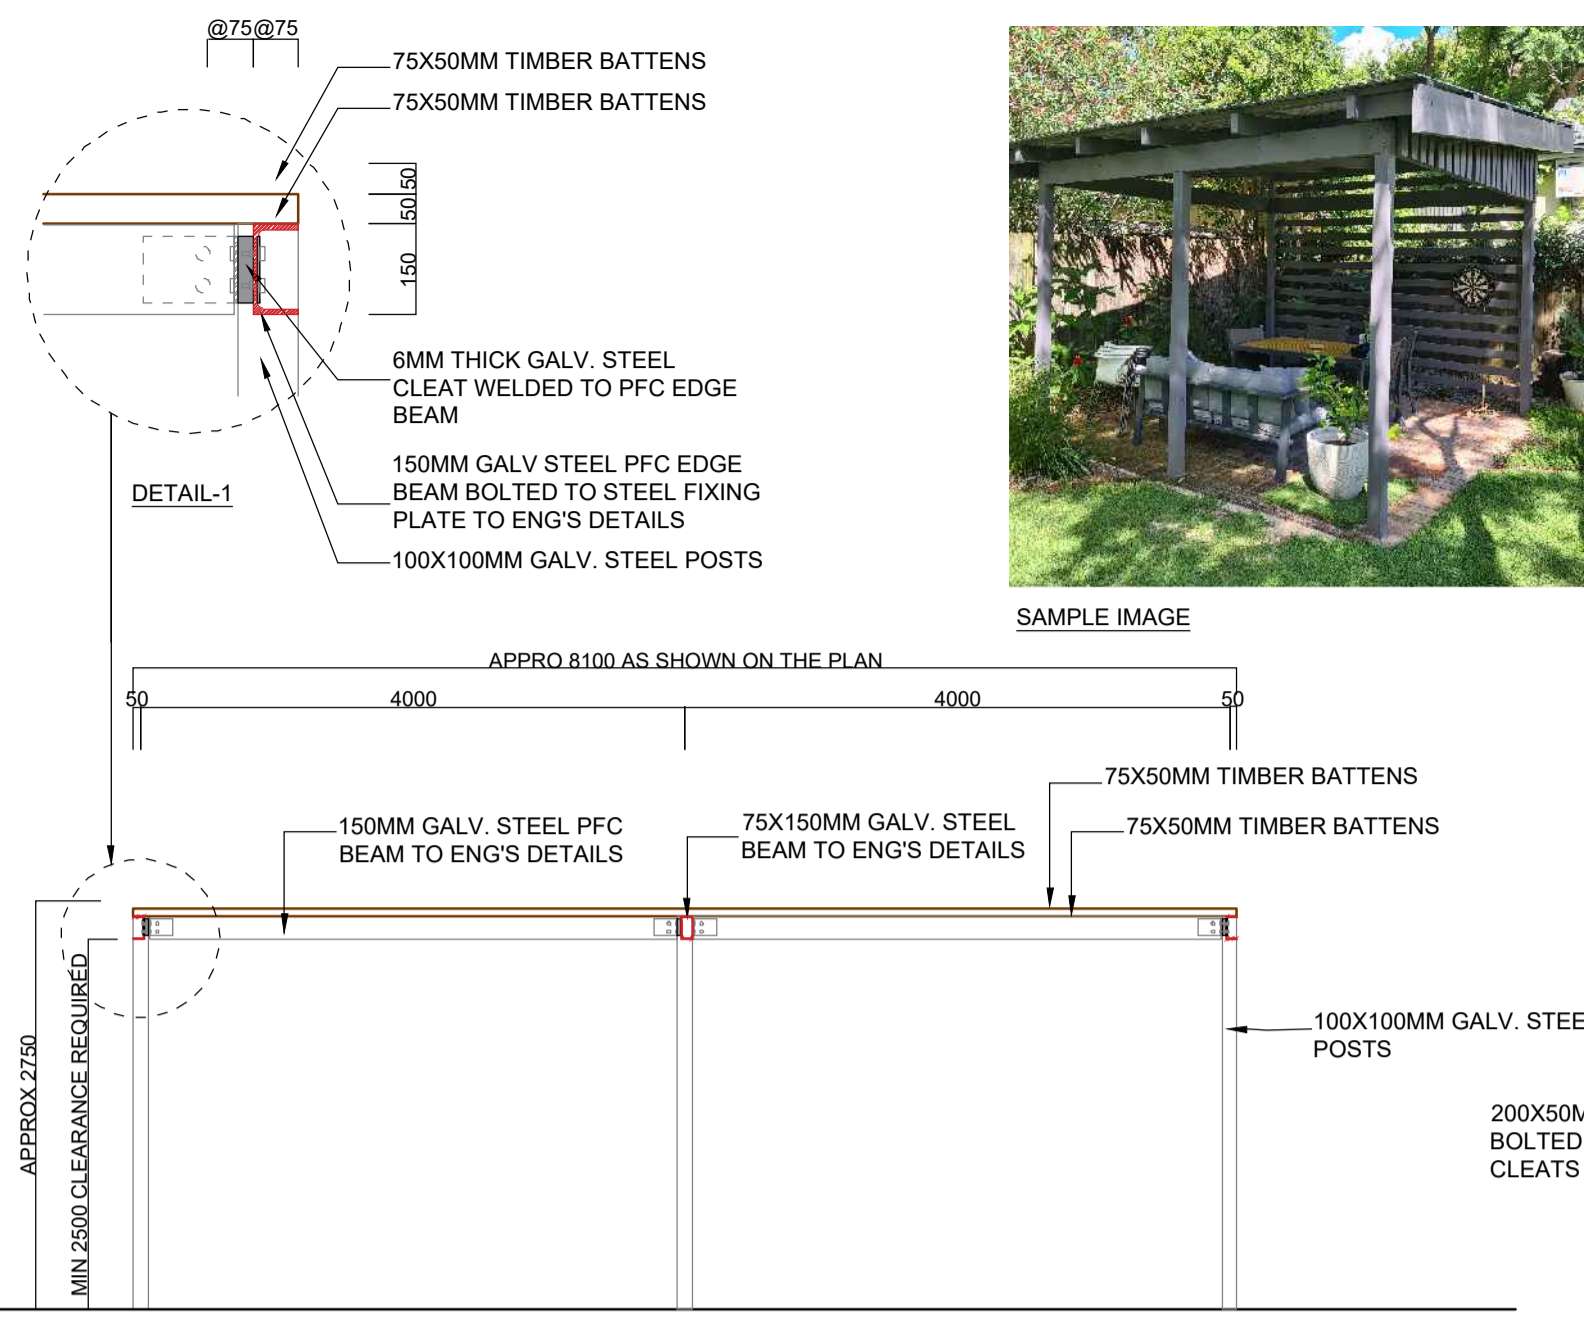 @75 @75
75X50MM TIMBER BATTENS
75X50MM TIMBER BATTENS
50
50
150
6MM THICK GALV. STEEL
CLEAT WELDED TO PFC EDGE
BEAM
150MM GALV STEEL PFC EDGE
BEAM BOLTED TO STEEL FIXING
PLATE TO ENG'S DETAILS
100X100MM GALV. STEEL POSTS
DETAIL-1
SAMPLE IMAGE
APPRO 8100 AS SHOWN ON THE PLAN
50 4000 4000 50
75X50MM TIMBER BATTENS
75X50MM TIMBER BATTENS
150MM GALV. STEEL PFC
BEAM TO ENG'S DETAILS
75X150MM GALV. STEEL
BEAM TO ENG'S DETAILS
APPROX 2750
MIN 2500 CLEARANCE REQUIRED
100X100MM GALV. STEE
POSTS
200X50M
BOLTED
CLEATS